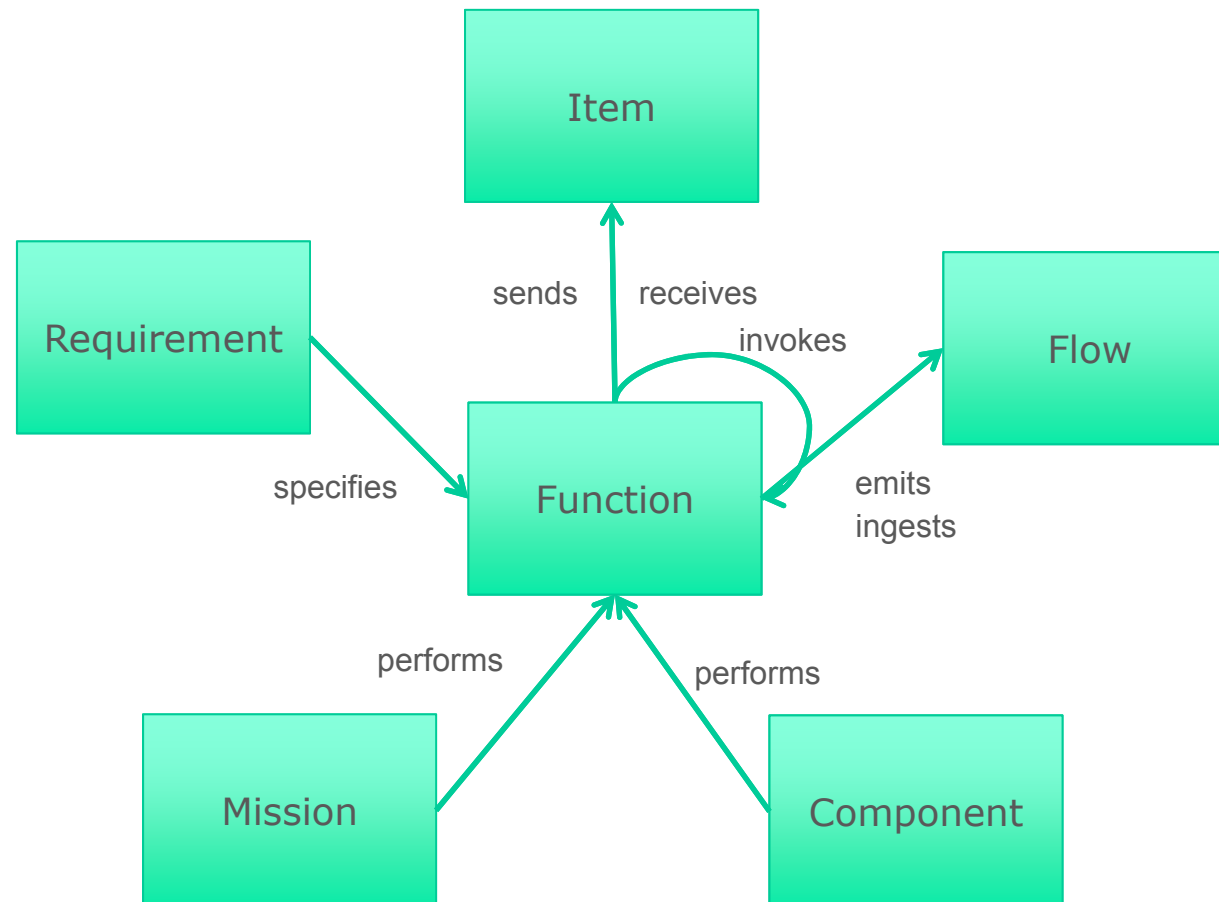 Item
sends
receives
invokes
Requirement
Flow
specifies
Function
emits
ingests
performs
performs
Mission
Component